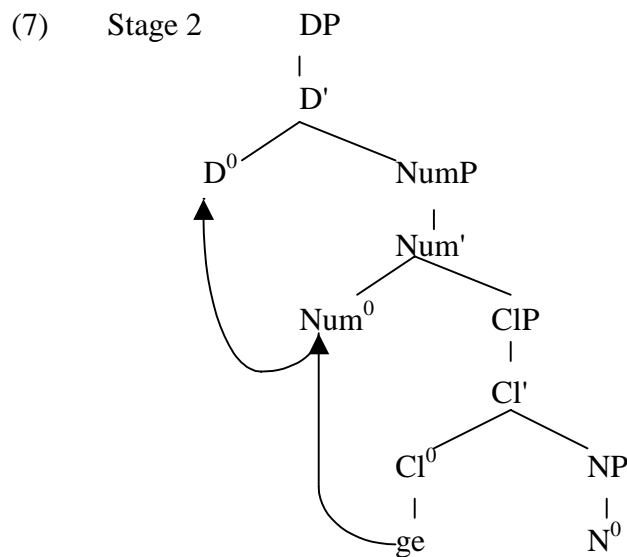 (7) Stage 2 DP
D'
D⁰ NumP
Num'
Num⁰ ClP
Cl'
Cl⁰ NP
ge N⁰